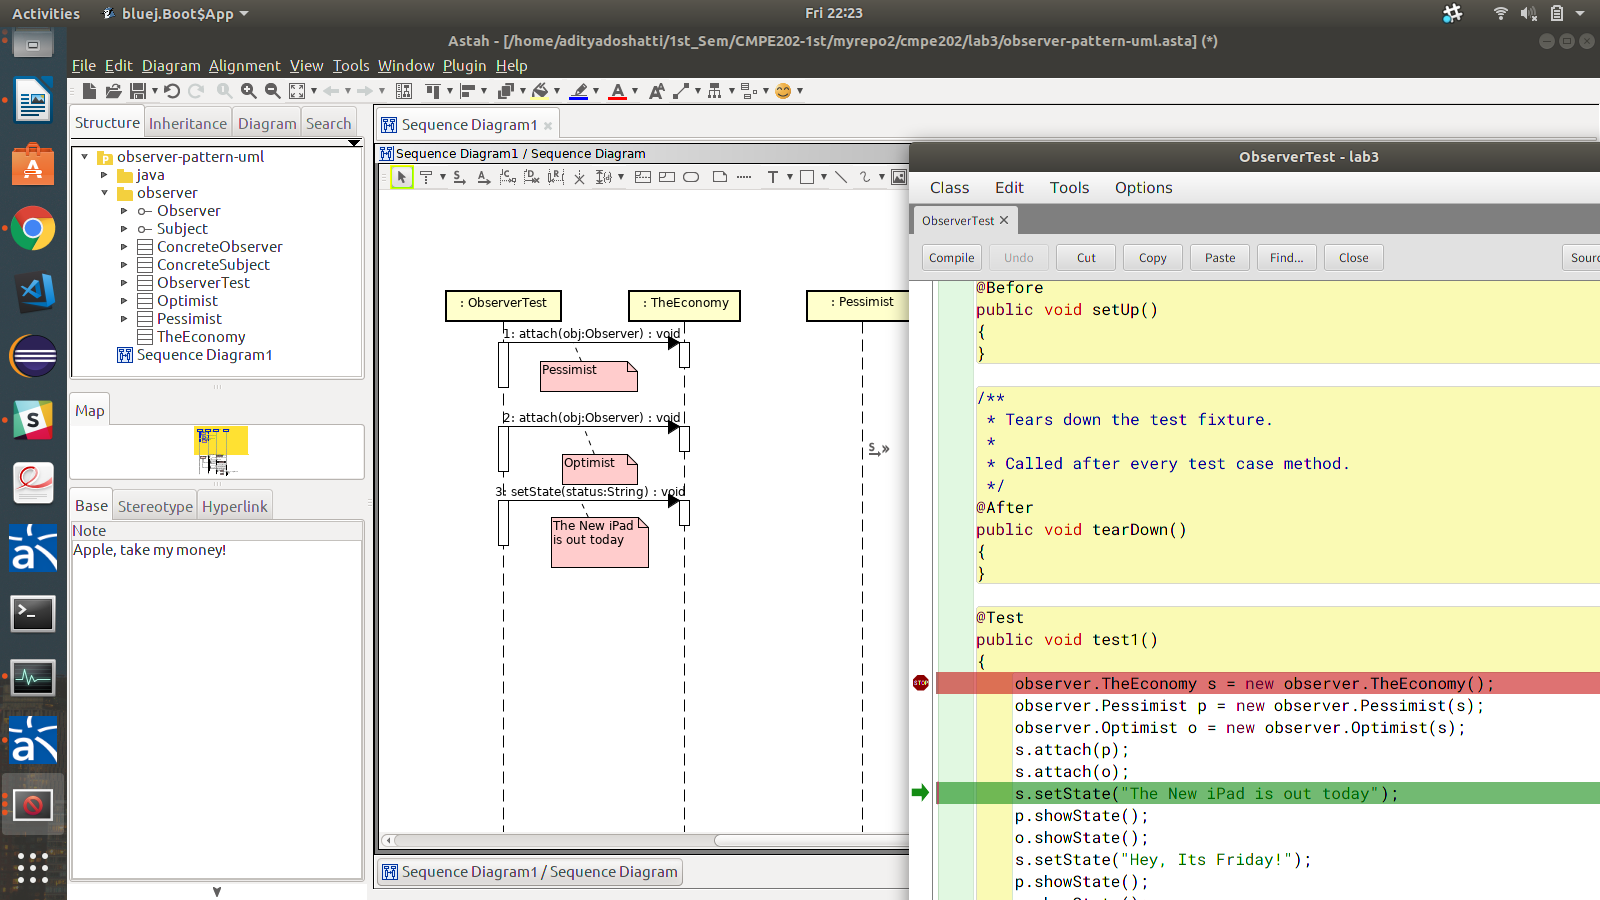 Activities
bluej.Boot$App
Fri 22:23
Astah - [/home/adityadoshatti/1st_Sem/CMPE202-1st/myrepo2/cmpe202/lab3/observer-pattern-uml.asta] (*)
File Edit Diagram Alignment View Tools Window Plugin Help
Structure Inheritance Diagram Search
observer-pattern-uml
java
observer
Observer
Subject
ConcreteObserver
ConcreteSubject
ObserverTest
Optimist
Pessimist
TheEconomy
Sequence Diagram1
Map
Base Stereotype Hyperlink
Note
Apple, take my money!
Sequence Diagram1
Sequence Diagram1 / Sequence Diagram
: ObserverTest
: TheEconomy
: Pessimist
1: attach(obj:Observer) : void
Pessimist
2: attach(obj:Observer) : void
Optimist
3: setState(status:String) : void
The New iPad
is out today
Sequence Diagram1 / Sequence Diagram
ObserverTest - lab3
Class Edit Tools Options
ObserverTest
Compile Undo Cut Copy Paste Find... Close Sour
@Before
public void setUp()
{
}
/**
* Tears down the test fixture.
*
* Called after every test case method.
*/
@After
public void tearDown()
{
}
@Test
public void test1()
{
STOP
observer.TheEconomy s = new observer.TheEconomy();
observer.Pessimist p = new observer.Pessimist(s);
observer.Optimist o = new observer.Optimist(s);
s.attach(p);
s.attach(o);
s.setState("The New iPad is out today");
p.showState();
o.showState();
s.setState("Hey, Its Friday!");
p.showState();